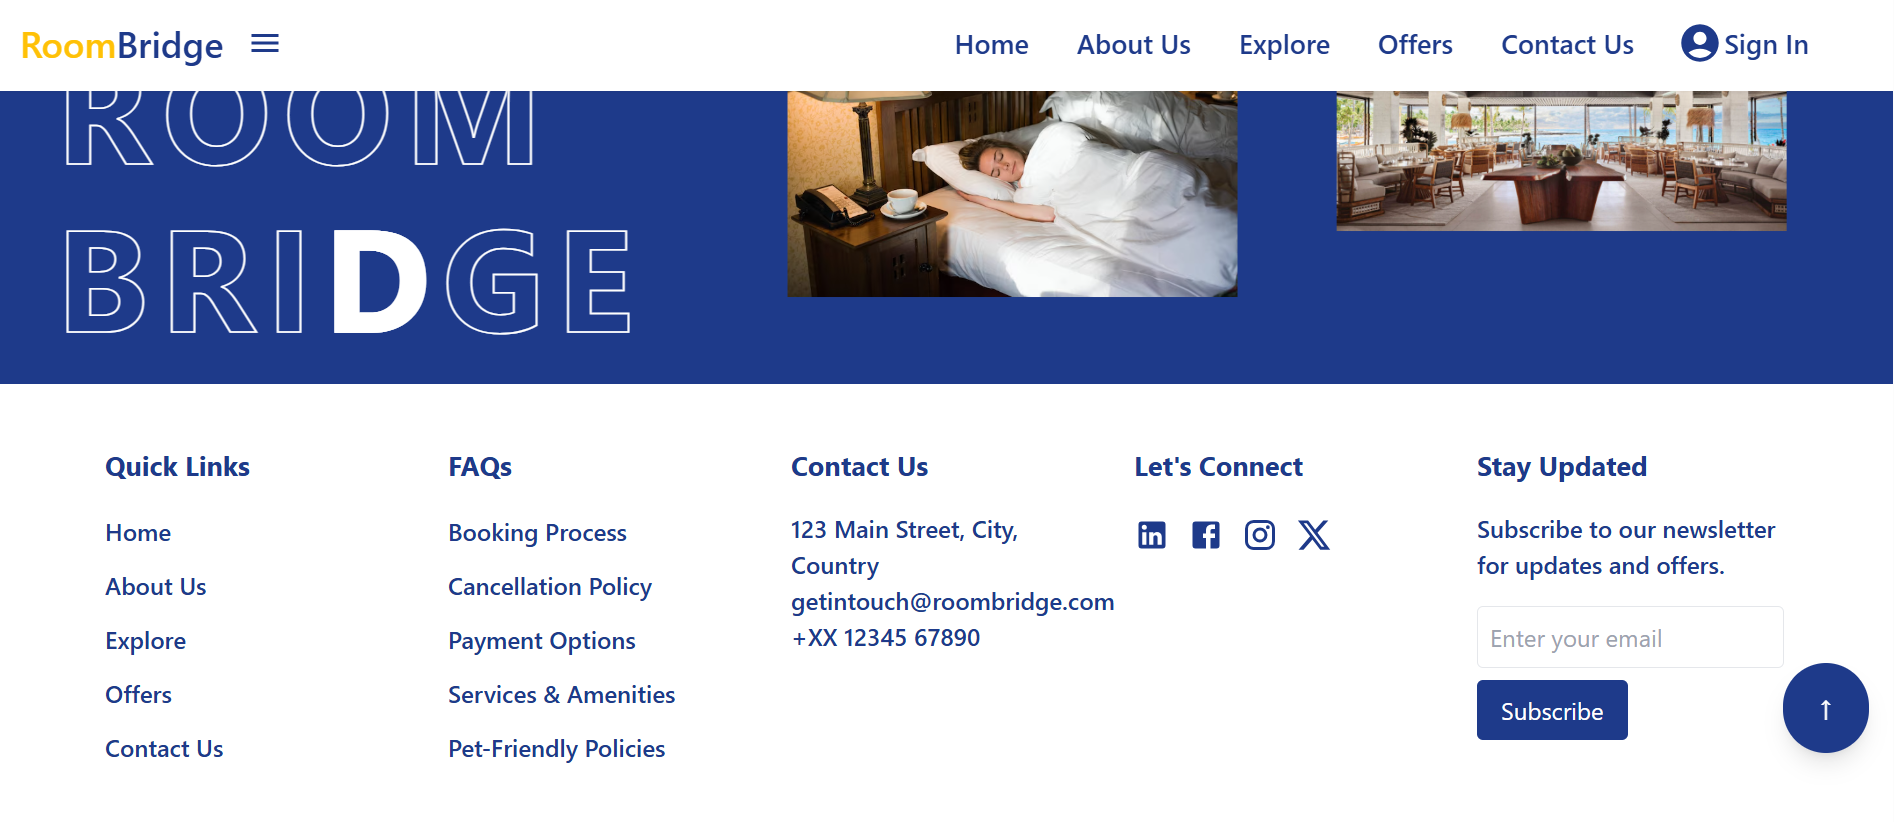 RoomBridge
Home About Us Explore Offers Contact Us Sign In
ROOM
BRIDGE
Quick Links
Home
About Us
Explore
Offers
Contact Us
FAQs
Booking Process
Cancellation Policy
Payment Options
Services & Amenities
Pet-Friendly Policies
Contact Us
123 Main Street, City,
Country
getintouch@roombridge.com
+XX 12345 67890
Let's Connect
Stay Updated
Subscribe to our newsletter
for updates and offers.
Enter your email
Subscribe
↑